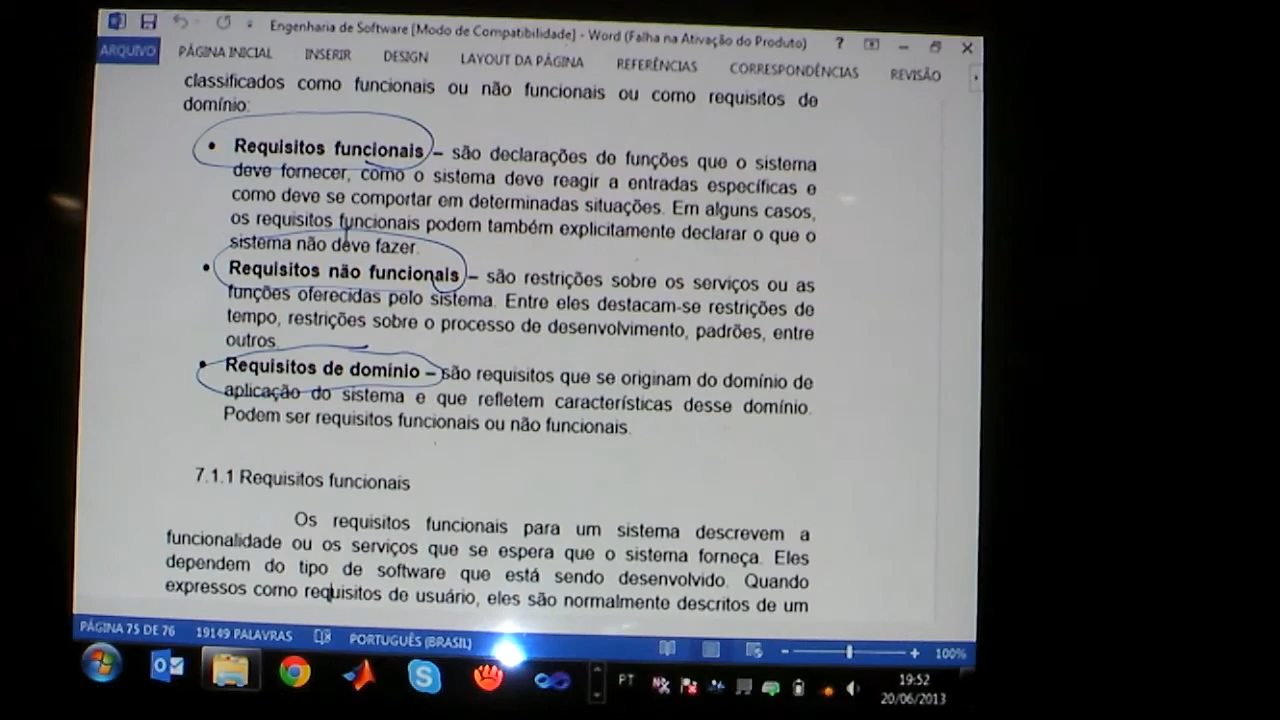 Engenharia de Software [Modo de Compatibilidade] - Word (Falha na Ativação do Produto)
ARQUIVO PÁGINA INICIAL INSERIR DESIGN LAYOUT DA PÁGINA REFERÊNCIAS CORRESPONDÊNCIAS REVISÃO
classificados como funcionais ou não funcionais ou como requisitos de
domínio:
• Requisitos funcionais – são declarações de funções que o sistema
deve fornecer, como o sistema deve reagir a entradas específicas e
como deve se comportar em determinadas situações. Em alguns casos,
os requisitos funcionais podem também explicitamente declarar o que o
sistema não deve fazer.
• Requisitos não funcionais – são restrições sobre os serviços ou as
funções oferecidas pelo sistema. Entre eles destacam-se restrições de
tempo, restrições sobre o processo de desenvolvimento, padrões, entre
outros.
• Requisitos de domínio – são requisitos que se originam do domínio de
aplicação do sistema e que refletem características desse domínio.
Podem ser requisitos funcionais ou não funcionais.
7.1.1 Requisitos funcionais
Os requisitos funcionais para um sistema descrevem a
funcionalidade ou os serviços que se espera que o sistema forneça. Eles
dependem do tipo de software que está sendo desenvolvido. Quando
expressos como requisitos de usuário, eles são normalmente descritos de um
PÁGINA 75 DE 76 19149 PALAVRAS PORTUGUÊS (BRASIL) 100%
PT 19:52
20/06/2013